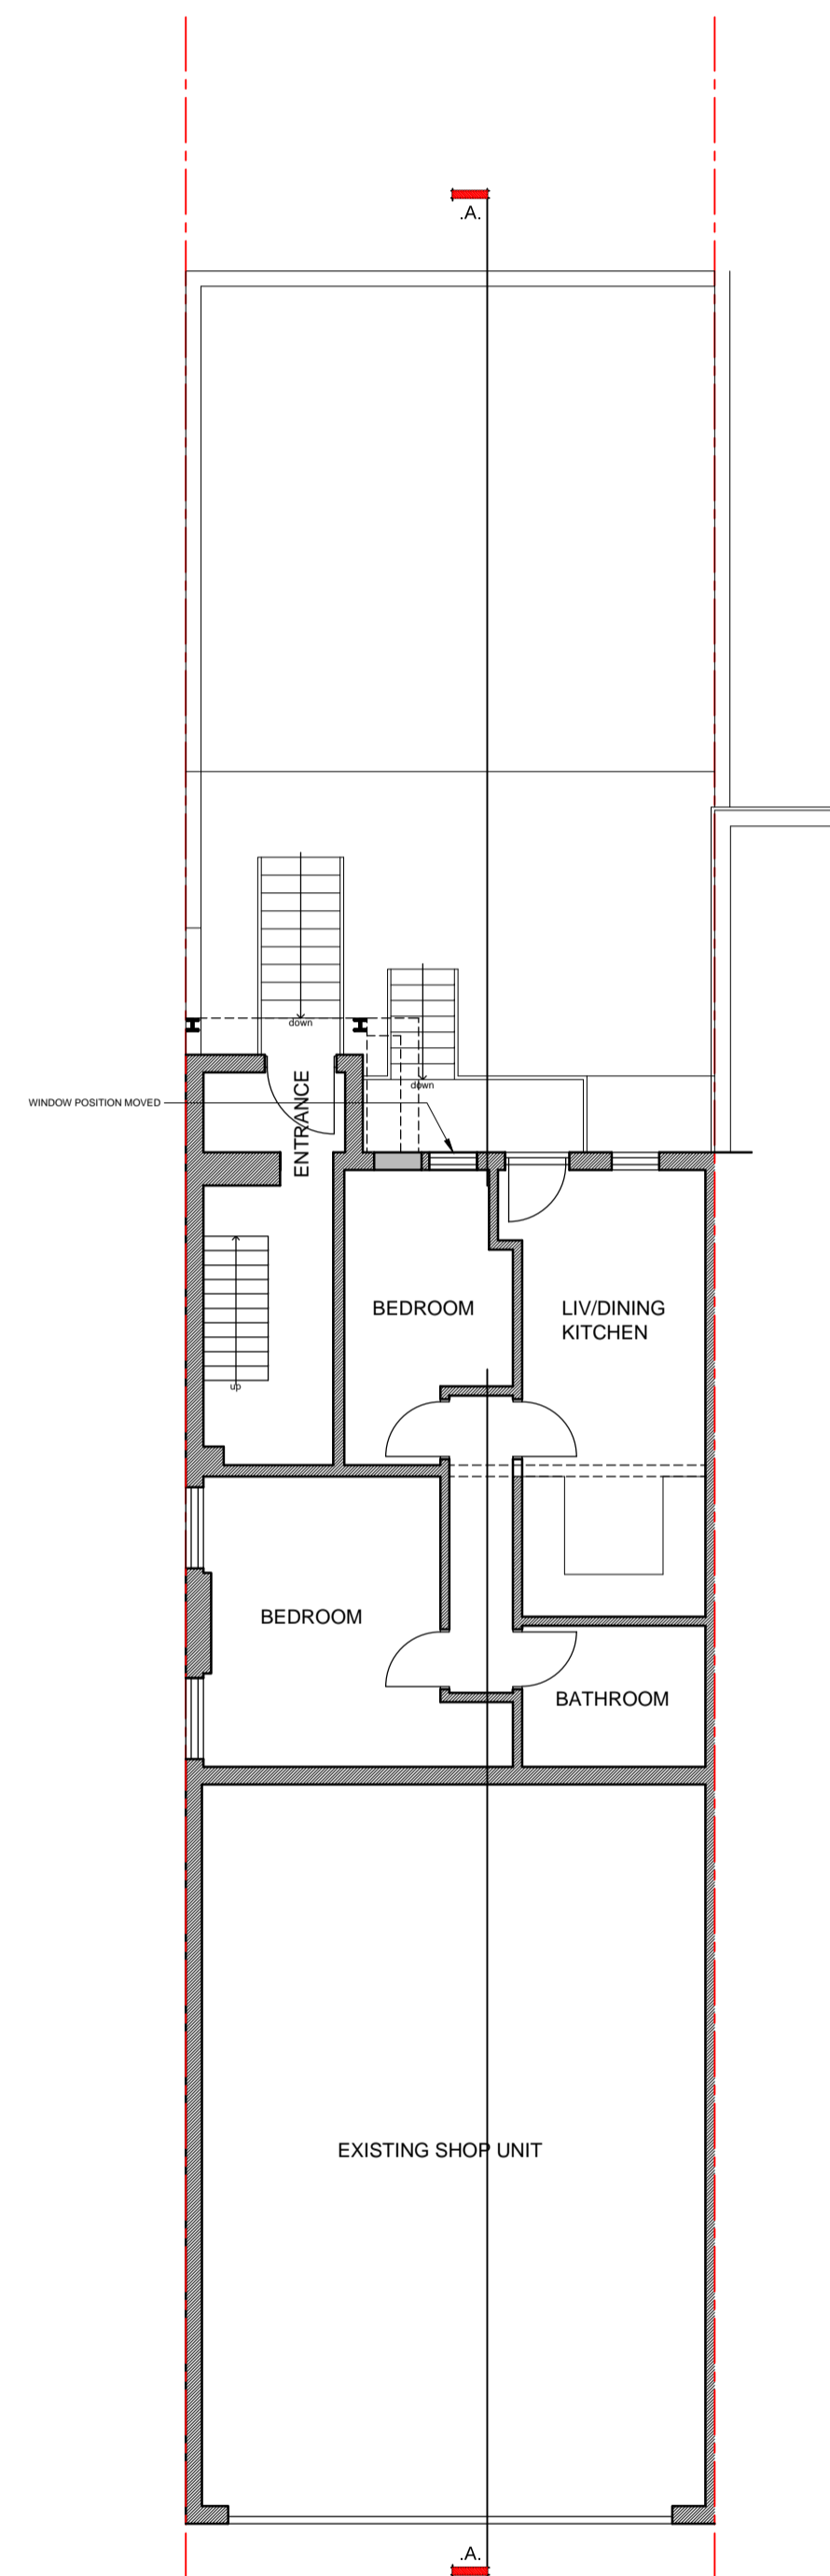 .A.
down
down
ENTRANCE
WINDOW POSITION MOVED
BEDROOM
LIV/DINING
KITCHEN
up
BEDROOM
BATHROOM
EXISTING SHOP UNIT
.A.